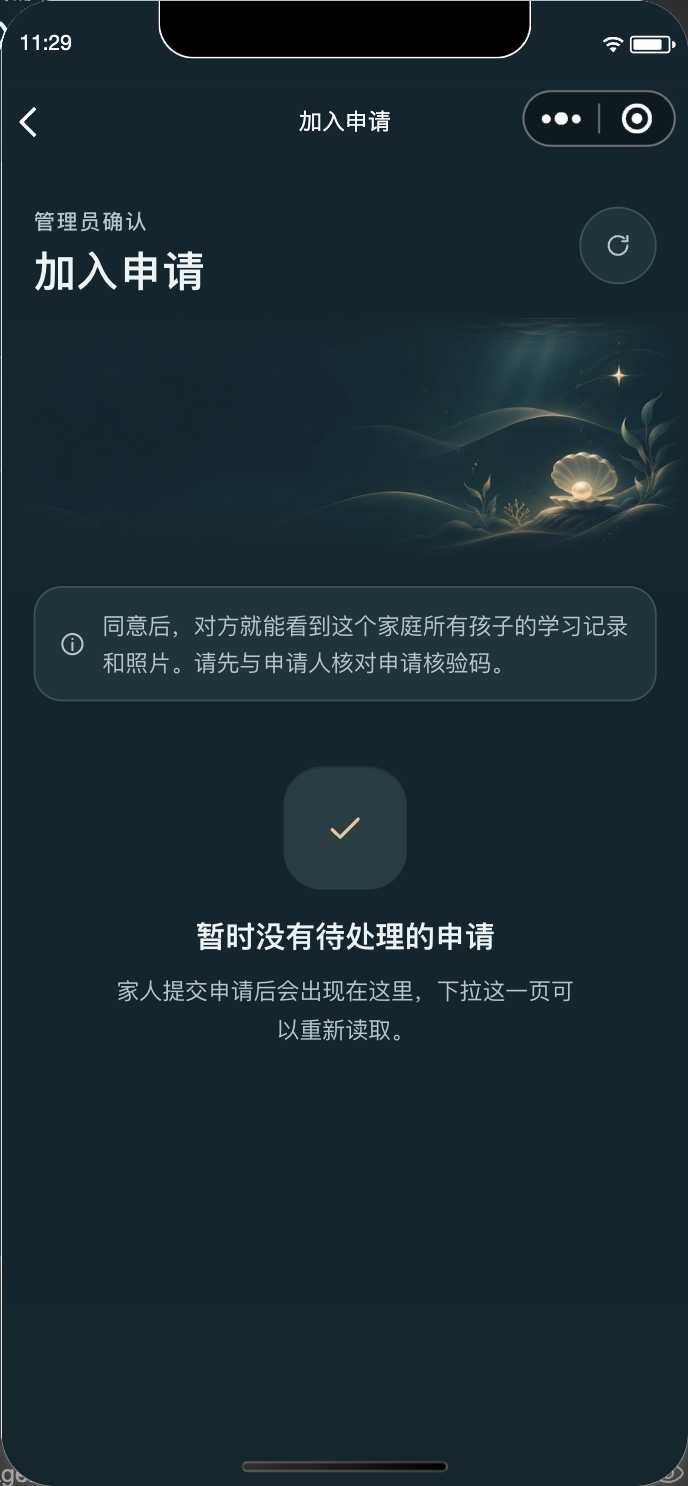 11:29
加入申请
管理员确认
加入申请
同意后，对方就能看到这个家庭所有孩子的学习记录
和照片。请先与申请人核对申请核验码。
暂时没有待处理的申请
家人提交申请后会出现在这里，下拉这一页可
以重新读取。